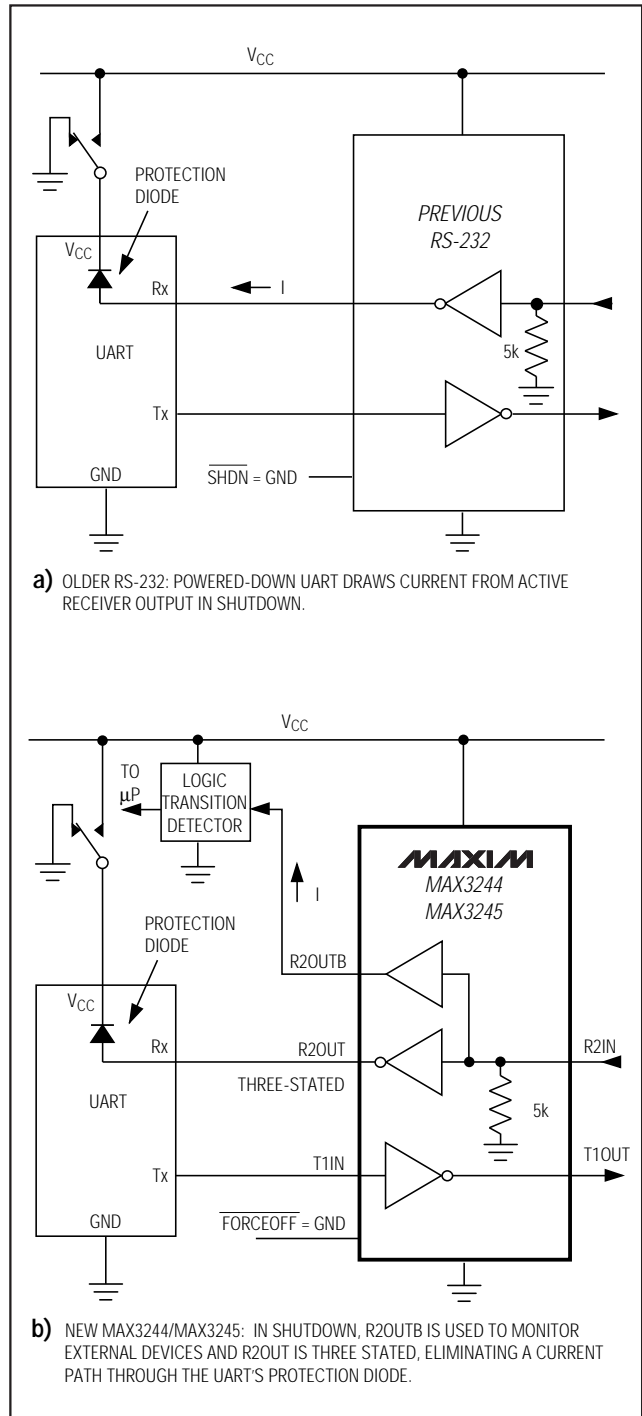 VCC
PROTECTION
DIODE
VCC
Rx
I
UART
Tx
GND
PREVIOUS
RS-232
5k
SHDN = GND
a) OLDER RS-232: POWERED-DOWN UART DRAWS CURRENT FROM ACTIVE
RECEIVER OUTPUT IN SHUTDOWN.
VCC
TO
μP
LOGIC
TRANSITION
DETECTOR
I
PROTECTION
DIODE
MAXIM
MAX3244
MAX3245
R2OUTB
VCC
Rx
R2OUT
R2IN
THREE-STATED
UART
5k
Tx
T1IN
T1OUT
GND
FORCEOFF = GND
b) NEW MAX3244/MAX3245: IN SHUTDOWN, R2OUTB IS USED TO MONITOR
EXTERNAL DEVICES AND R2OUT IS THREE STATED, ELIMINATING A CURRENT
PATH THROUGH THE UART'S PROTECTION DIODE.